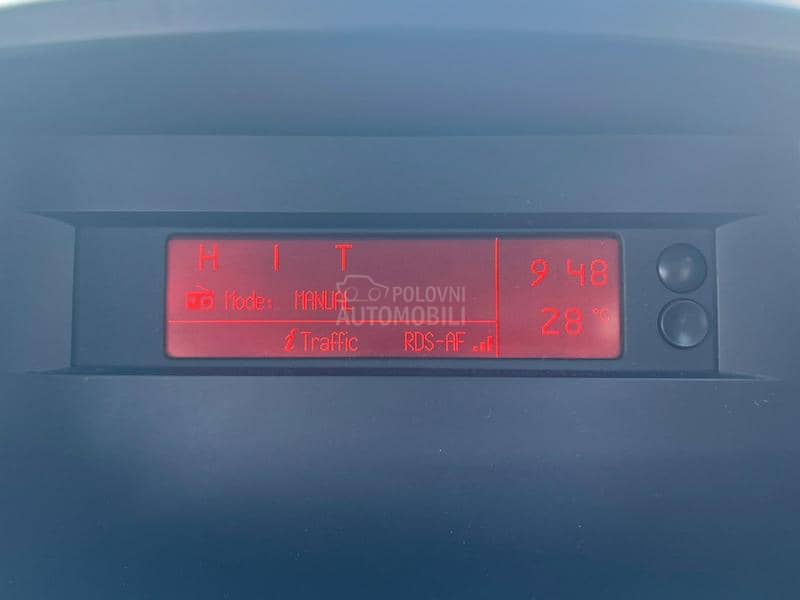 H I T
9 48
Mode: MANUAL
28 °C
i Traffic RDS-AF
POLOVNI
AUTOMOBILI